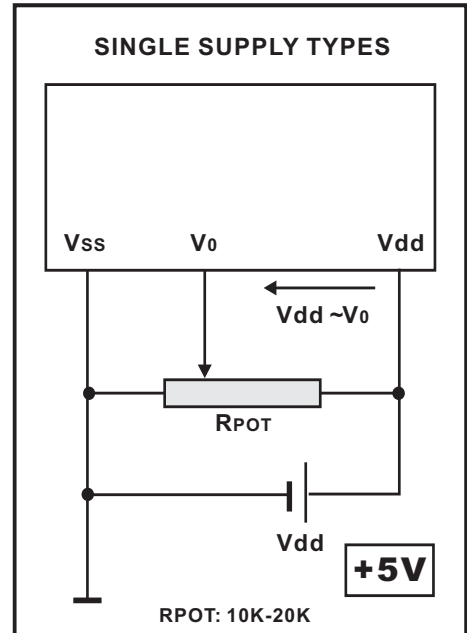 SINGLE SUPPLY TYPES
Vss V0 Vdd
Vdd ~V0
RPOT
Vdd
+5V
RPOT: 10K-20K